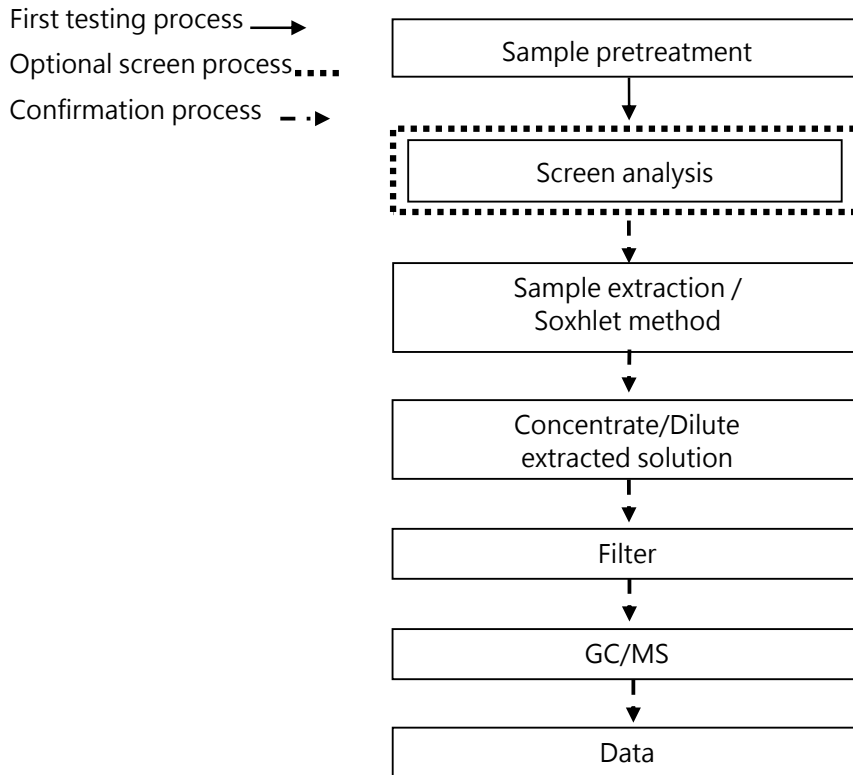 First testing process
Optional screen process
Confirmation process
Sample pretreatment
Screen analysis
Sample extraction /
Soxhlet method
Concentrate/Dilute
extracted solution
Filter
GC/MS
Data